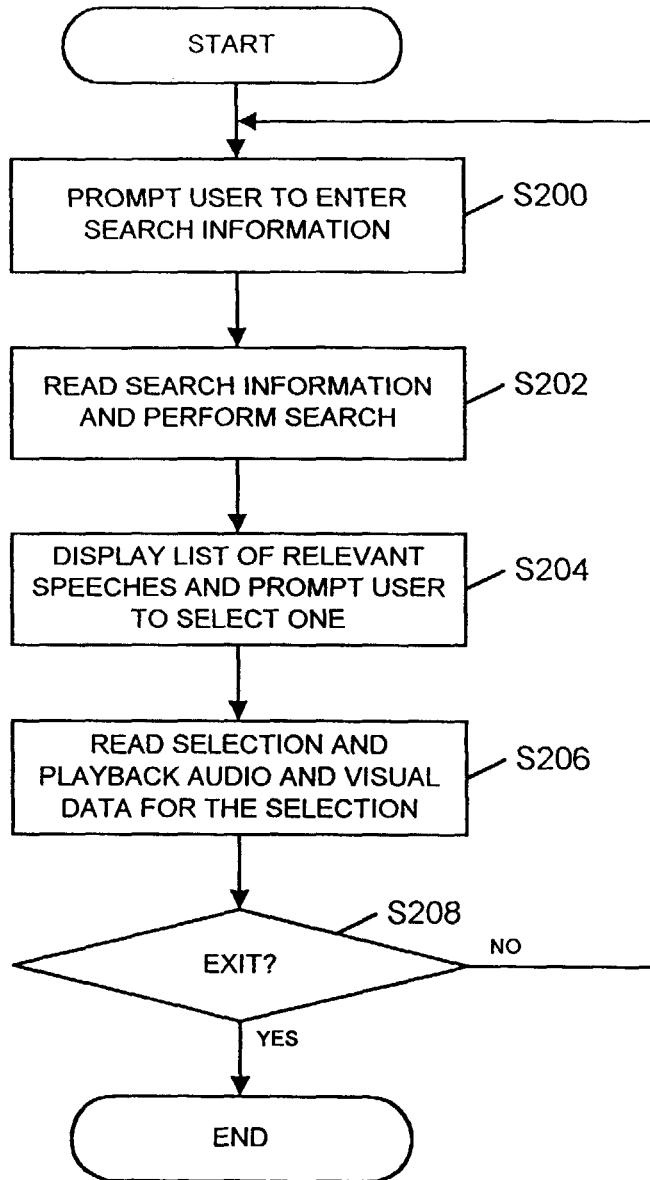 START
PROMPT USER TO ENTER
SEARCH INFORMATION
S200
READ SEARCH INFORMATION
AND PERFORM SEARCH
S202
DISPLAY LIST OF RELEVANT
SPEECHES AND PROMPT USER
TO SELECT ONE
S204
READ SELECTION AND
PLAYBACK AUDIO AND VISUAL
DATA FOR THE SELECTION
S206
S208
EXIT?
NO
YES
END